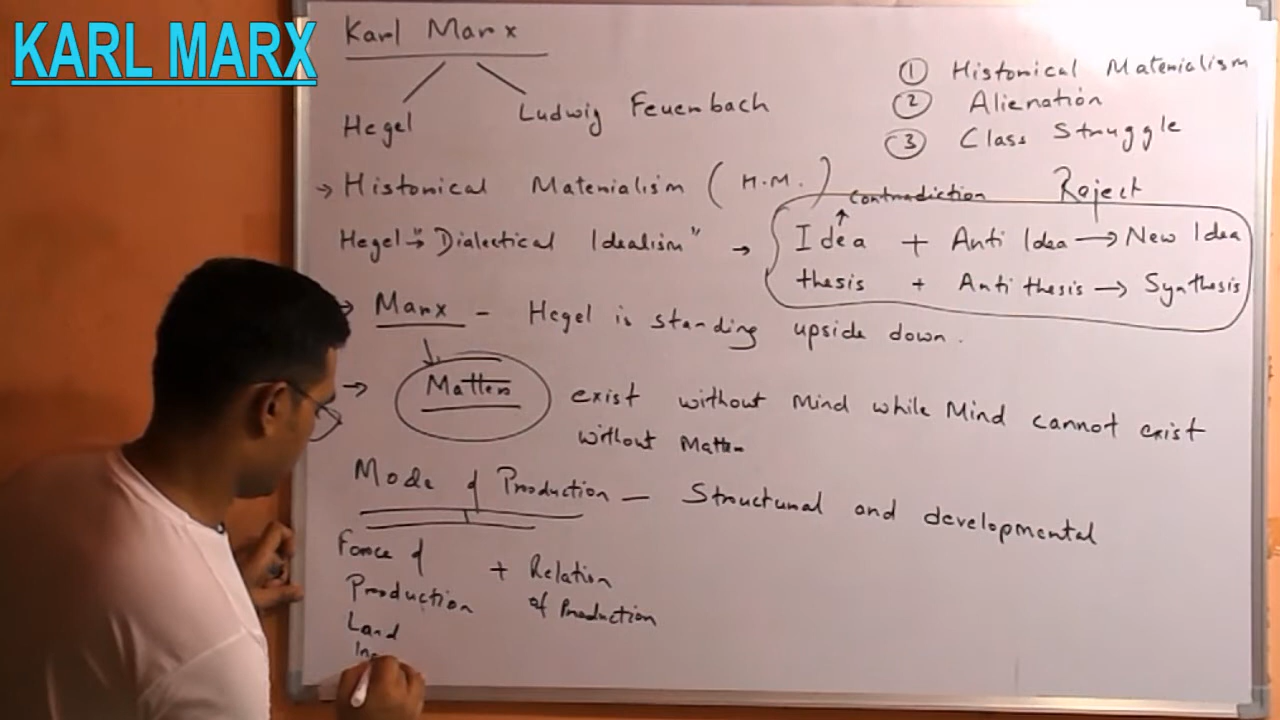 KARL MARX
Karl Marx
Hegel
Ludwig Feuerbach
① Historical Materialism
② Alienation
③ Class Struggle
→ Historical Materialism (H.M.)
contradiction
Reject
Hegel → "Dialectical Idealism" →
Idea + Anti Idea → New Idea
thesis + Anti thesis → Synthesis
→ Marx - Hegel is standing upside down.
→ Matter exist without Mind while Mind cannot exist
without Matter
Mode of Production - Structural and developmental
Force of
Production
+ Relation
of Production
Land